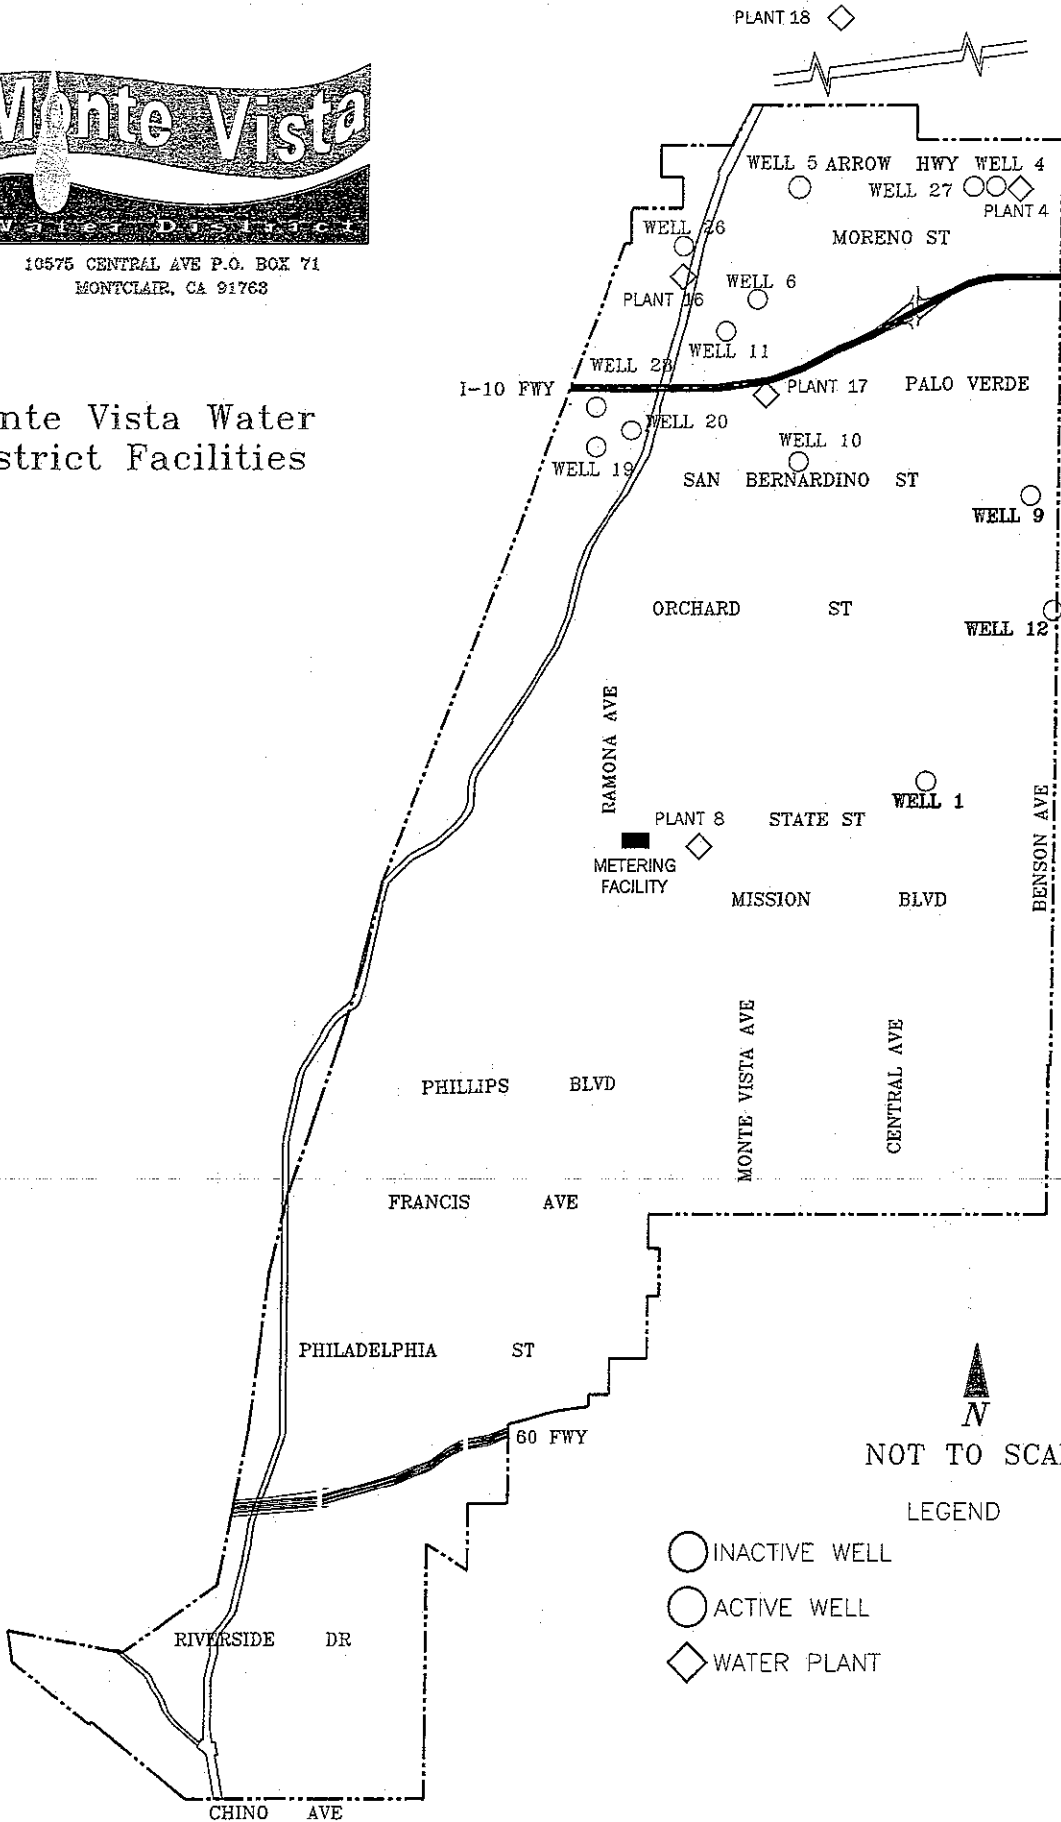 PLANT 18
Monte Vista
Water District
10575 CENTRAL AVE P.O. BOX 71
MONTCLAIR, CA 91763
nte Vista Water
strict Facilities
WELL 5
ARROW HWY
WELL 4
WELL 27
PLANT 4
WELL 26
MORENO ST
PLANT 16
WELL 6
WELL 11
WELL 28
I-10 FWY
PLANT 17
PALO VERDE
WELL 20
WELL 10
WELL 19
SAN BERNARDINO ST
WELL 9
ORCHARD ST
WELL 12
RAMONA AVE
WELL 1
BENSON AVE
PLANT 8
STATE ST
METERING
FACILITY
MISSION BLVD
MONTE VISTA AVE
CENTRAL AVE
PHILLIPS BLVD
FRANCIS AVE
PHILADELPHIA ST
60 FWY
N
NOT TO SCA
LEGEND
INACTIVE WELL
ACTIVE WELL
WATER PLANT
RIVERSIDE DR
CHINO AVE